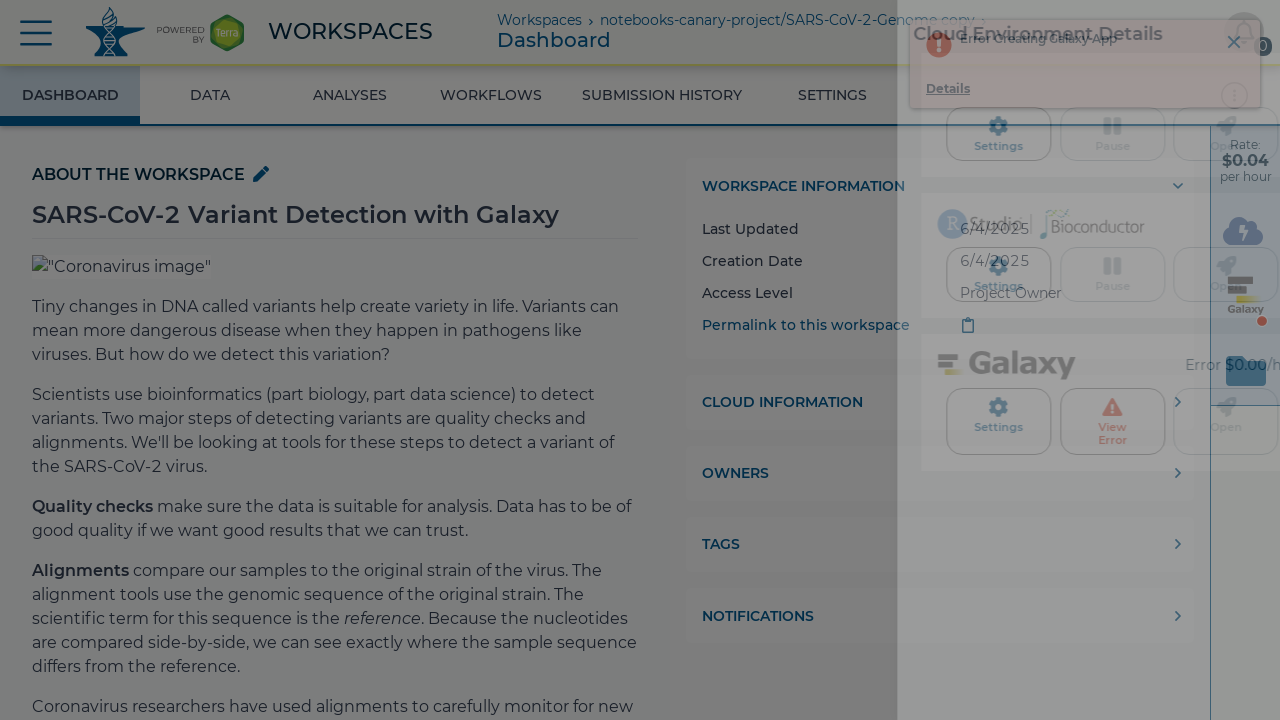 POWERED BY Terra
WORKSPACES
Workspaces › notebooks-canary-project/SARS-CoV-2-Genome copy ›
Dashboard
Cloud Environment Details
Error Creating Galaxy App
Details
0
DASHBOARD
DATA
ANALYSES
WORKFLOWS
SUBMISSION HISTORY
SETTINGS
Settings
Pause
Open
Rate:
$0.04
per hour
ABOUT THE WORKSPACE
SARS-CoV-2 Variant Detection with Galaxy
"Coronavirus image"
Tiny changes in DNA called variants help create variety in life. Variants can
mean more dangerous disease when they happen in pathogens like
viruses. But how do we detect this variation?
Scientists use bioinformatics (part biology, part data science) to detect
variants. Two major steps of detecting variants are quality checks and
alignments. We'll be looking at tools for these steps to detect a variant of
the SARS-CoV-2 virus.
Quality checks make sure the data is suitable for analysis. Data has to be of
good quality if we want good results that we can trust.
Alignments compare our samples to the original strain of the virus. The
alignment tools use the genomic sequence of the original strain. The
scientific term for this sequence is the reference. Because the nucleotides
are compared side-by-side, we can see exactly where the sample sequence
differs from the reference.
Coronavirus researchers have used alignments to carefully monitor for new
WORKSPACE INFORMATION
Last Updated
6/4/2025
Creation Date
6/4/2025
Access Level
Project Owner
Permalink to this workspace
CLOUD INFORMATION
OWNERS
TAGS
NOTIFICATIONS
R Studio Bioconductor
Settings
Pause
Open
Galaxy
Galaxy
Error $0.00/h
Settings
View
Error
Open